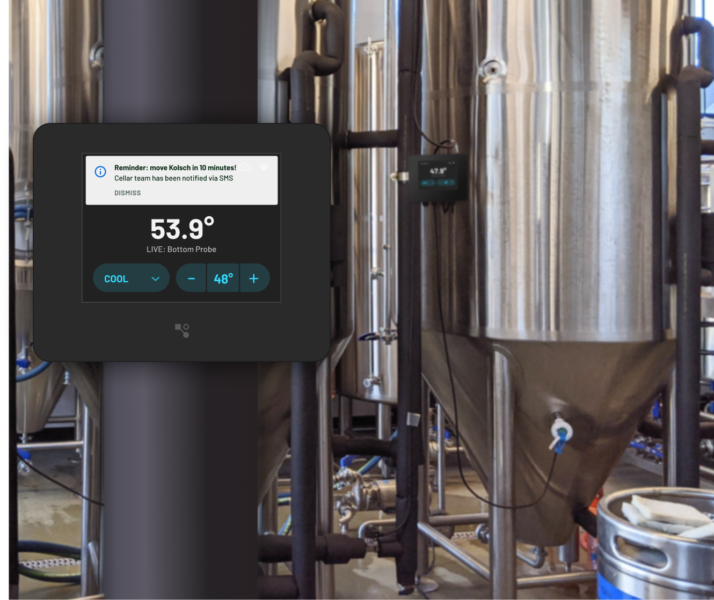 Reminder: move Kolsch in 10 minutes!
Cellar team has been notified via SMS
DISMISS
53.9°
LIVE: Bottom Probe
COOL
− 48° +
47.9°